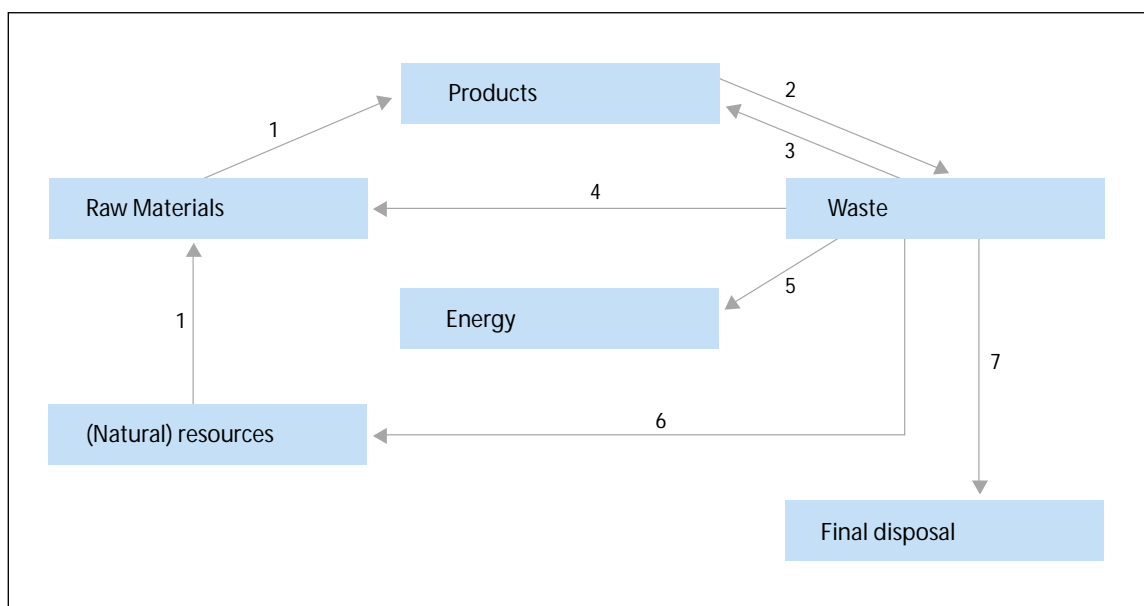 Products
2
1
3
Raw Materials
4
Waste
5
Energy
1
7
(Natural) resources
6
Final disposal